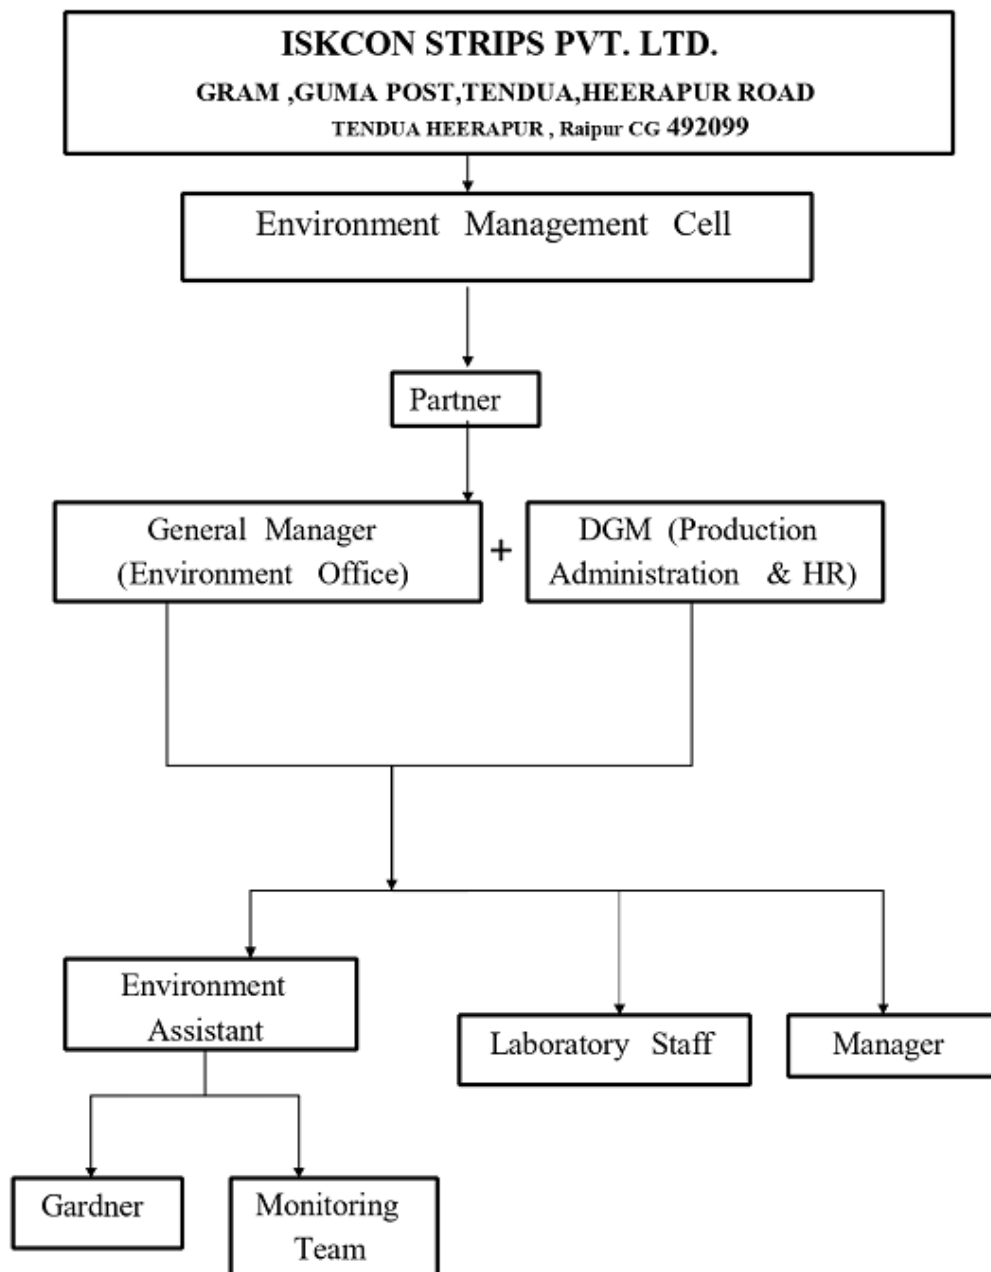 ISKCON STRIPS PVT. LTD.
GRAM ,GUMA POST,TENDUA,HEERAPUR ROAD
TENDUA HEERAPUR , Raipur CG 492099
Environment Management Cell
Partner
General Manager
(Environment Office)
+
DGM (Production
Administration & HR)
Environment
Assistant
Laboratory Staff
Manager
Gardner
Monitoring
Team